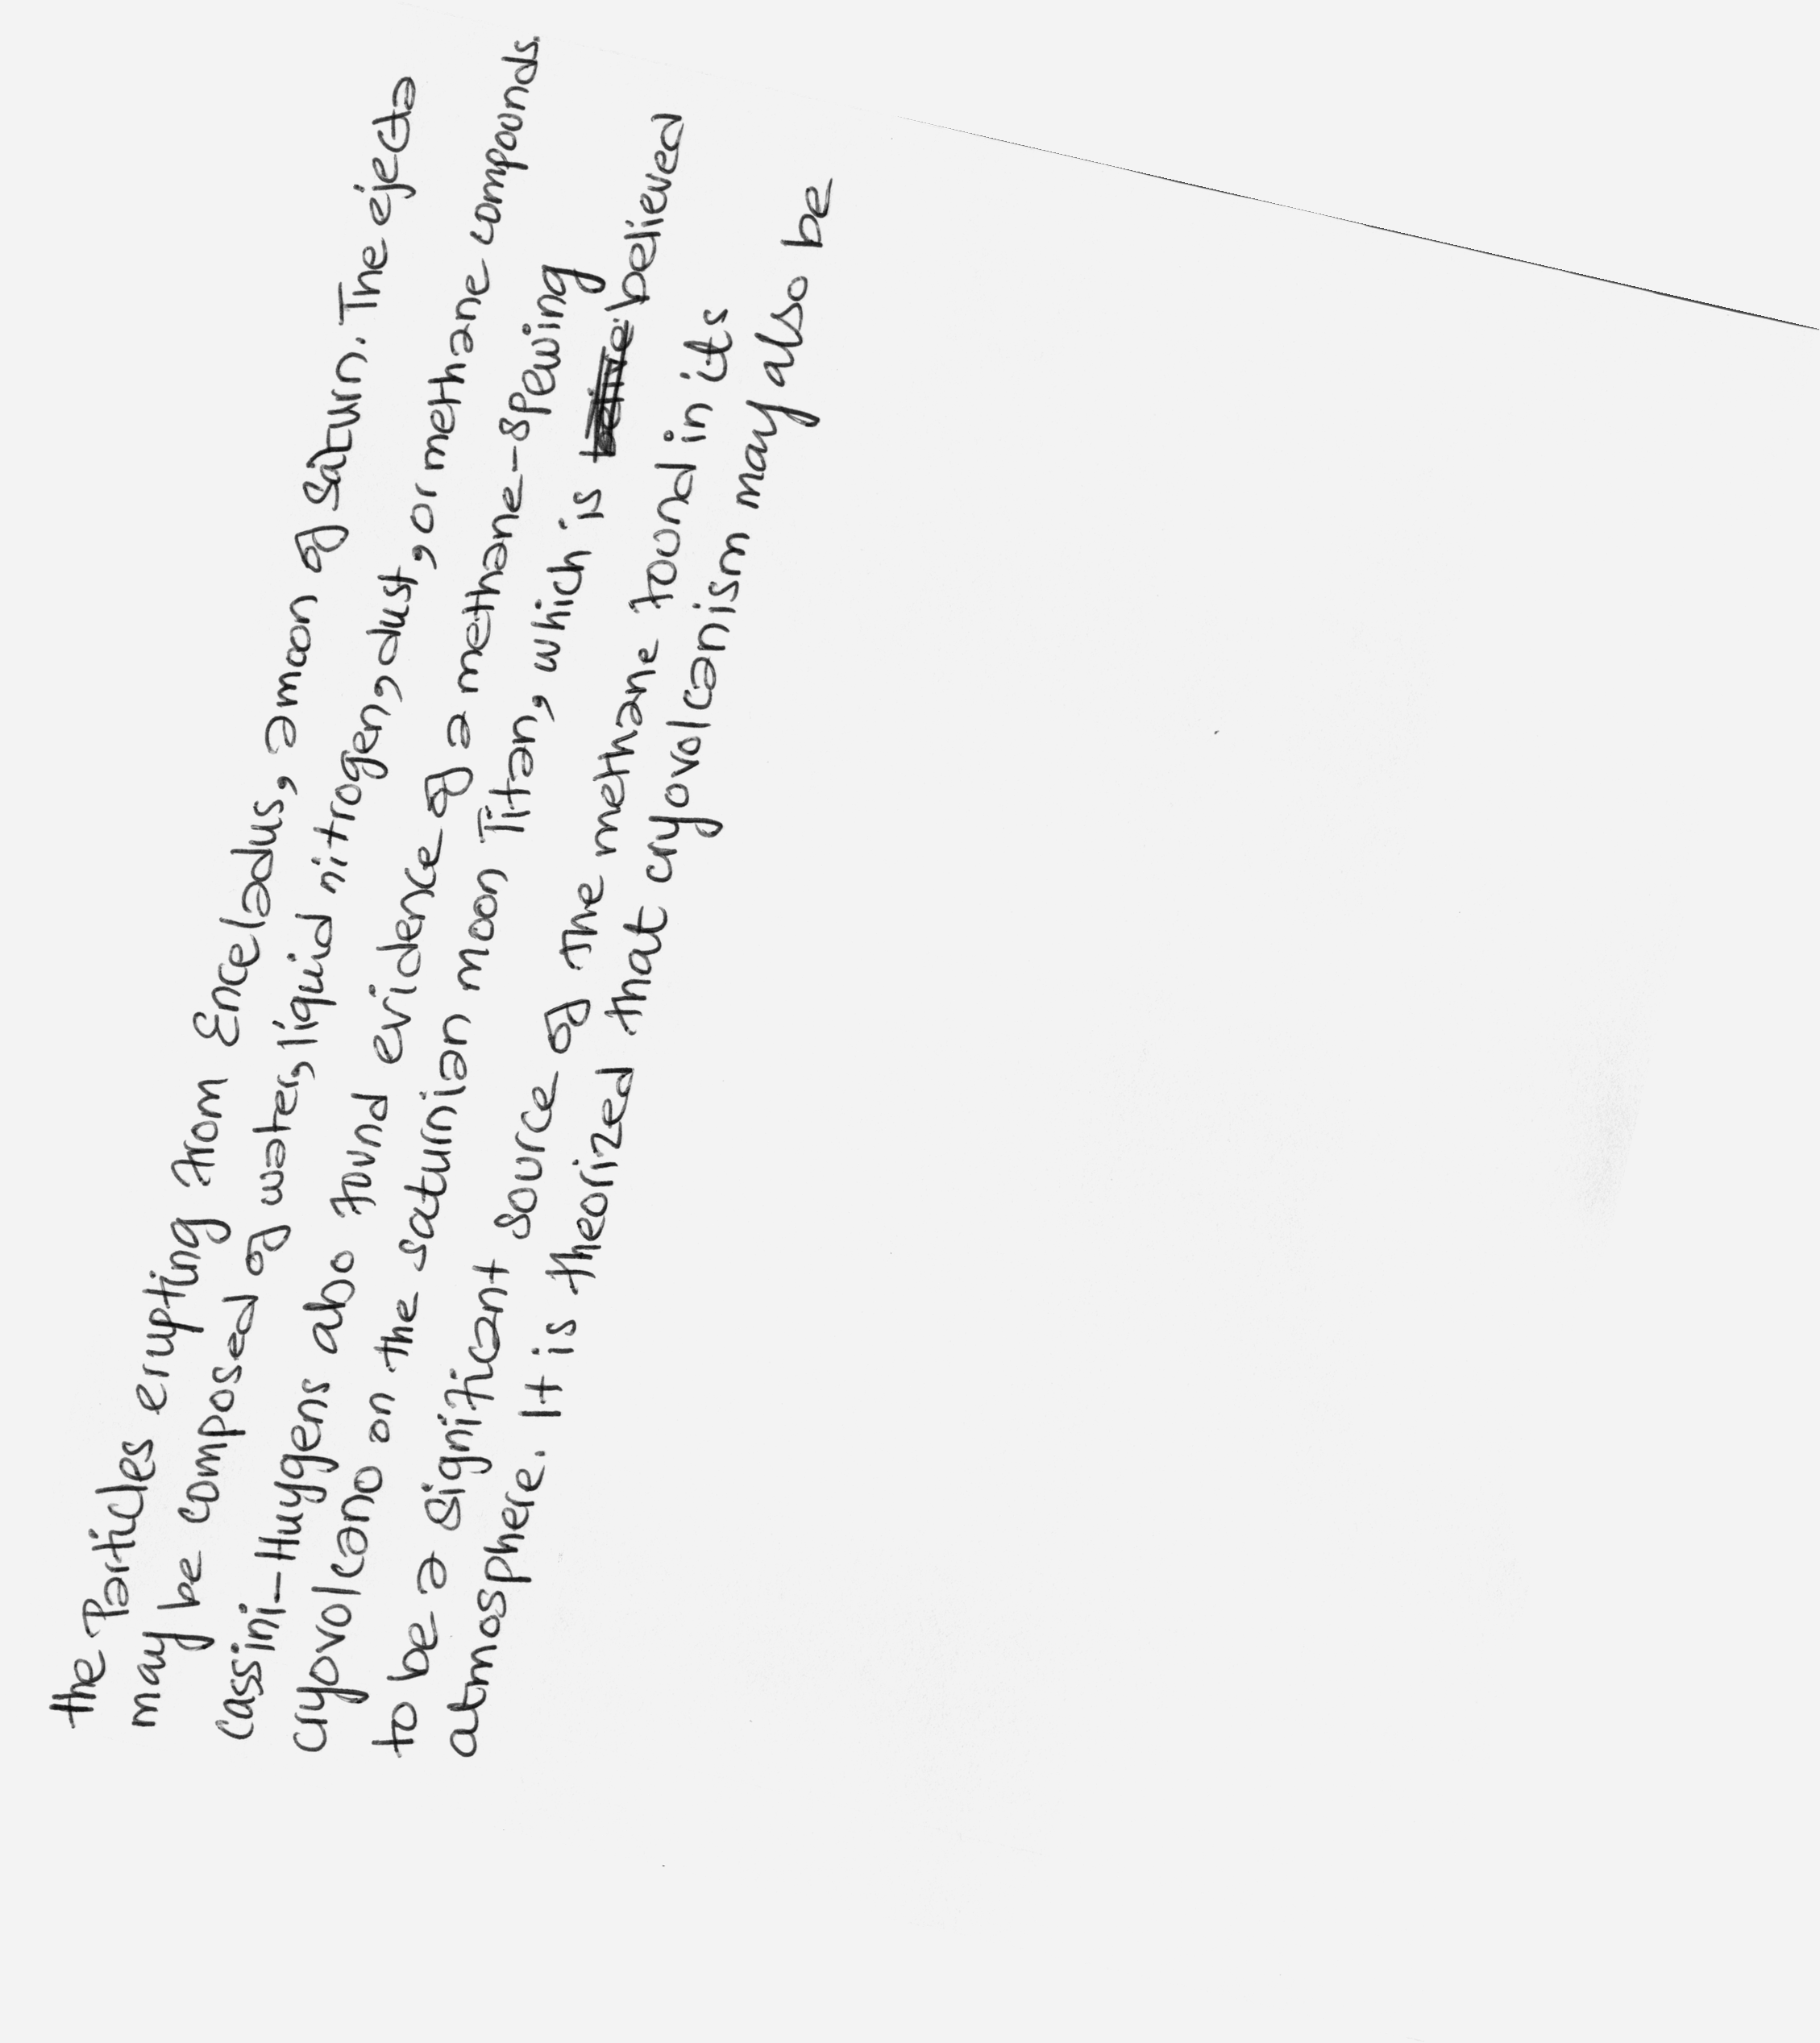 the Particles erupting from Enceladus, a moon of Saturn. The ejecta
may be composed of water, liquid nitrogen, dust, or methane compounds.
Cassini-Huygens also found evidence of a methane-spewing
cryovolcano on the saturnian moon Titan, which is believed
to be a significant source of the methane found in its
atmosphere. It is theorized that cryovolcanism may also be